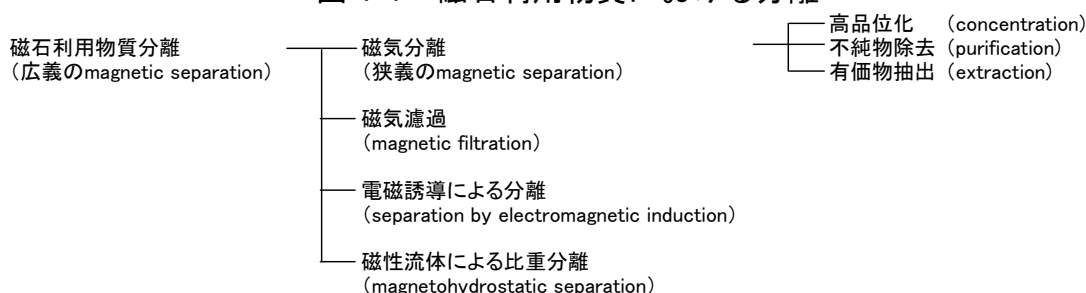 磁石利用物質分離
（広義のmagnetic separation）
磁気分離
（狭義のmagnetic separation）
高品位化 （concentration）
不純物除去（purification）
有価物抽出（extraction）
磁気濾過
（magnetic filtration）
電磁誘導による分離
（separation by electromagnetic induction）
磁性流体による比重分離
（magnetohydrostatic separation）